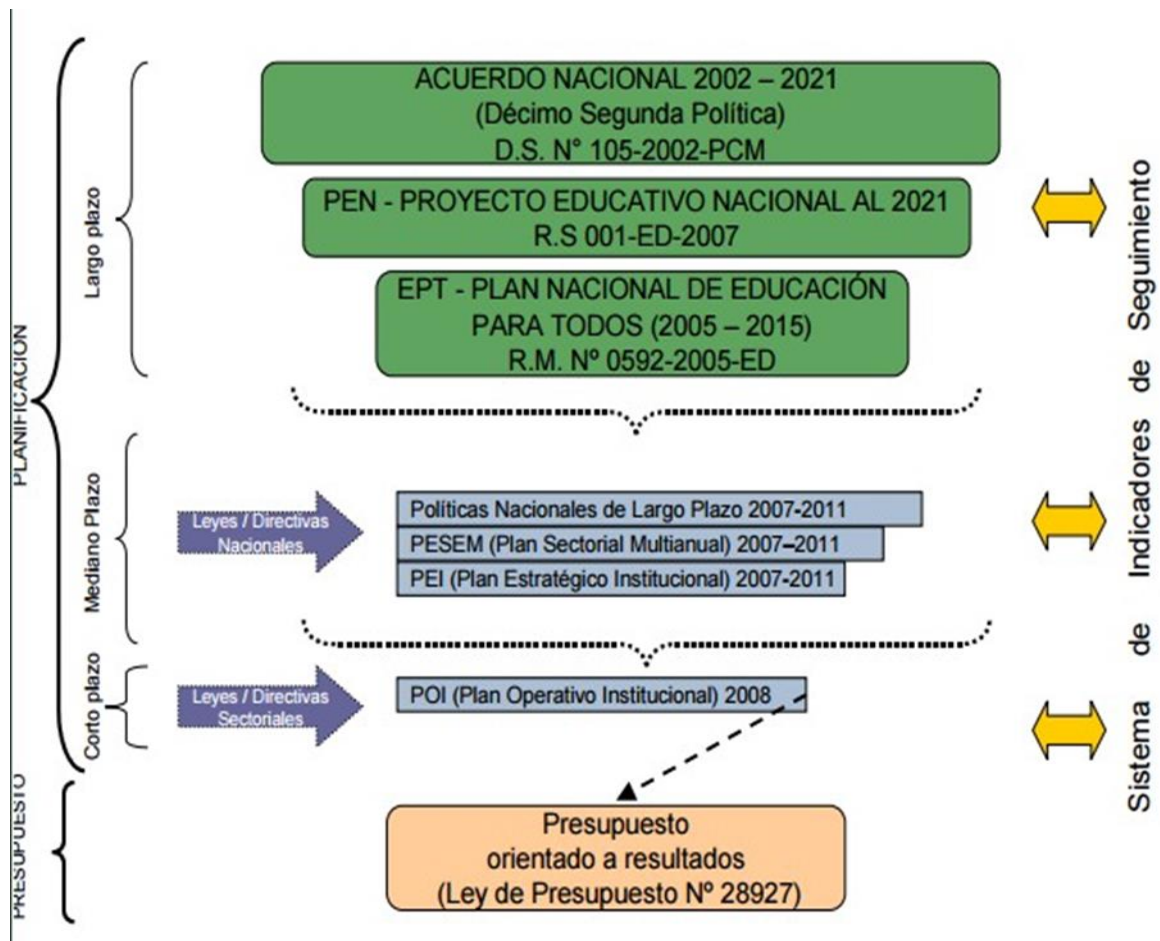 ACUERDO NACIONAL 2002 – 2021
(Décimo Segunda Política)
D.S. N° 105-2002-PCM
PEN - PROYECTO EDUCATIVO NACIONAL AL 2021
R.S 001-ED-2007
EPT - PLAN NACIONAL DE EDUCACIÓN
PARA TODOS (2005 – 2015)
R.M. Nº 0592-2005-ED
Largo plazo
PLANIFICACIÓN
Mediano Plazo
Leyes / Directivas
Nacionales
Políticas Nacionales de Largo Plazo 2007-2011
PESEM (Plan Sectorial Multianual) 2007–2011
PEI (Plan Estratégico Institucional) 2007-2011
Corto plazo
Leyes / Directivas
Sectoriales
POI (Plan Operativo Institucional) 2008
PRESUPUESTO
Presupuesto
orientado a resultados
(Ley de Presupuesto Nº 28927)
Sistema de Indicadores de Seguimiento